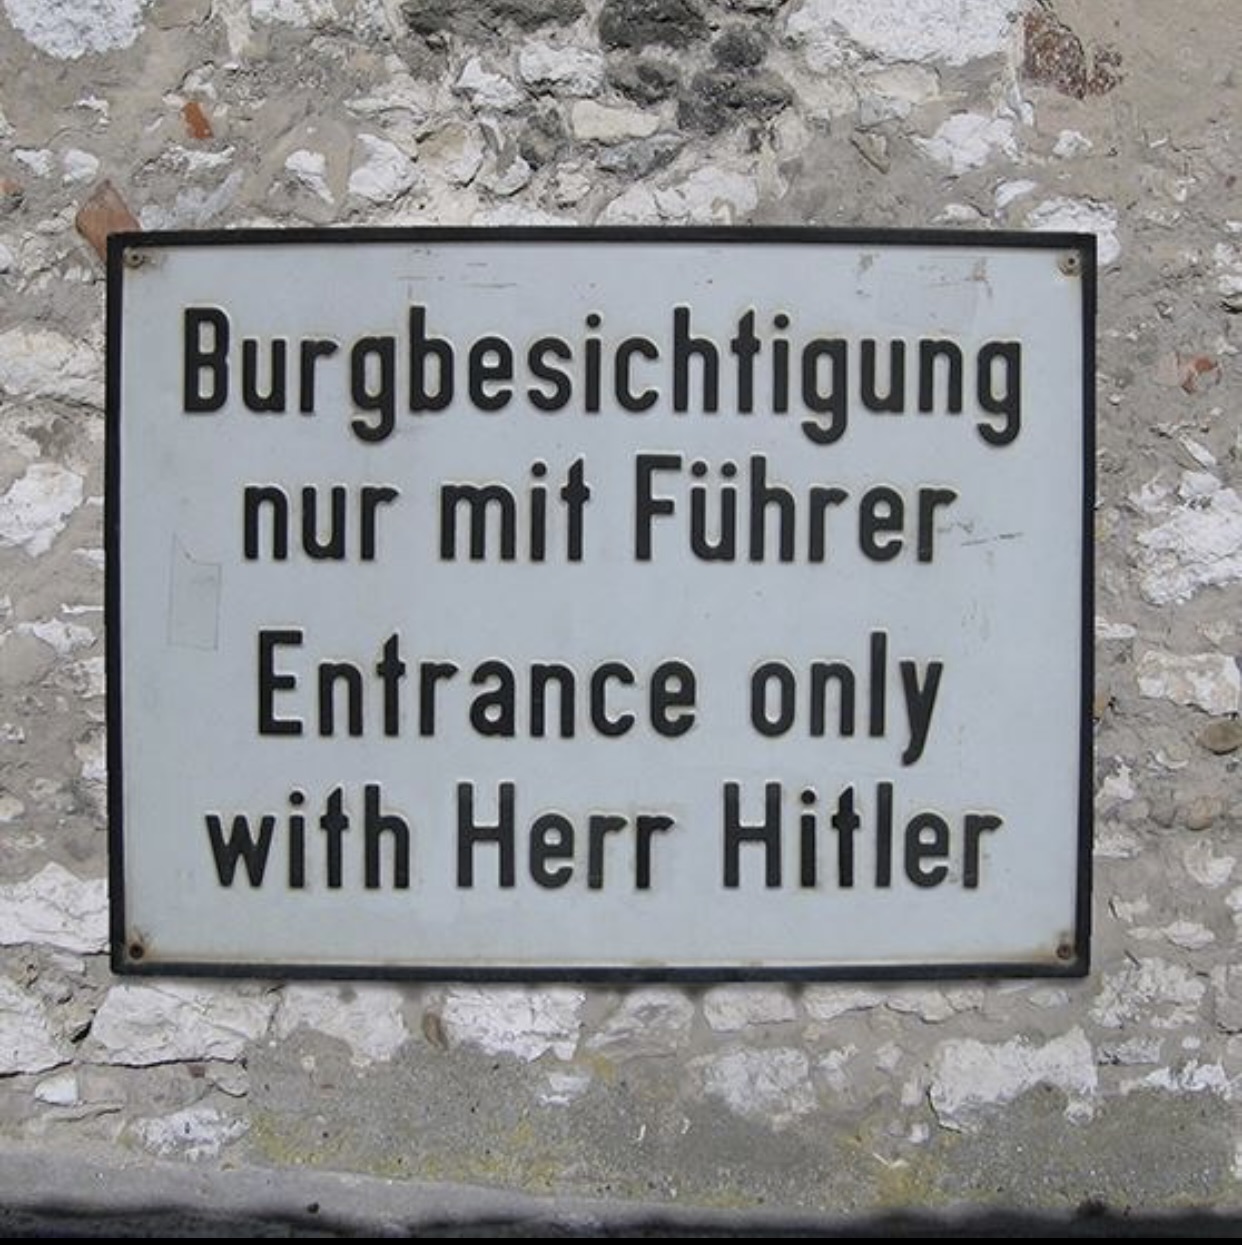 Burgbesichtigung
nur mit Führer
Entrance only
with Herr Hitler